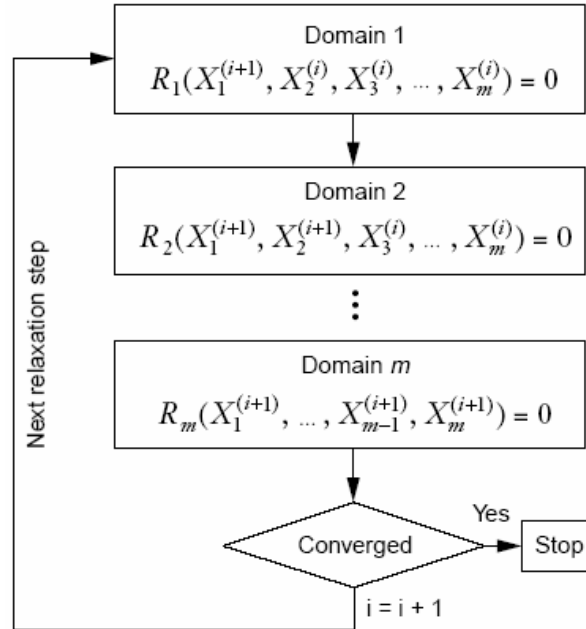 Domain 1
R₁(X₁⁽ⁱ⁺¹⁾, X₂⁽ⁱ⁾, X₃⁽ⁱ⁾, ... , Xₘ⁽ⁱ⁾) = 0
Domain 2
R₂(X₁⁽ⁱ⁺¹⁾, X₂⁽ⁱ⁺¹⁾, X₃⁽ⁱ⁾, ... , Xₘ⁽ⁱ⁾) = 0
⋮
Domain m
Rₘ(X₁⁽ⁱ⁺¹⁾, ... , Xₘ₋₁⁽ⁱ⁺¹⁾, Xₘ⁽ⁱ⁺¹⁾) = 0
Converged
Yes
Stop
i = i + 1
Next relaxation step